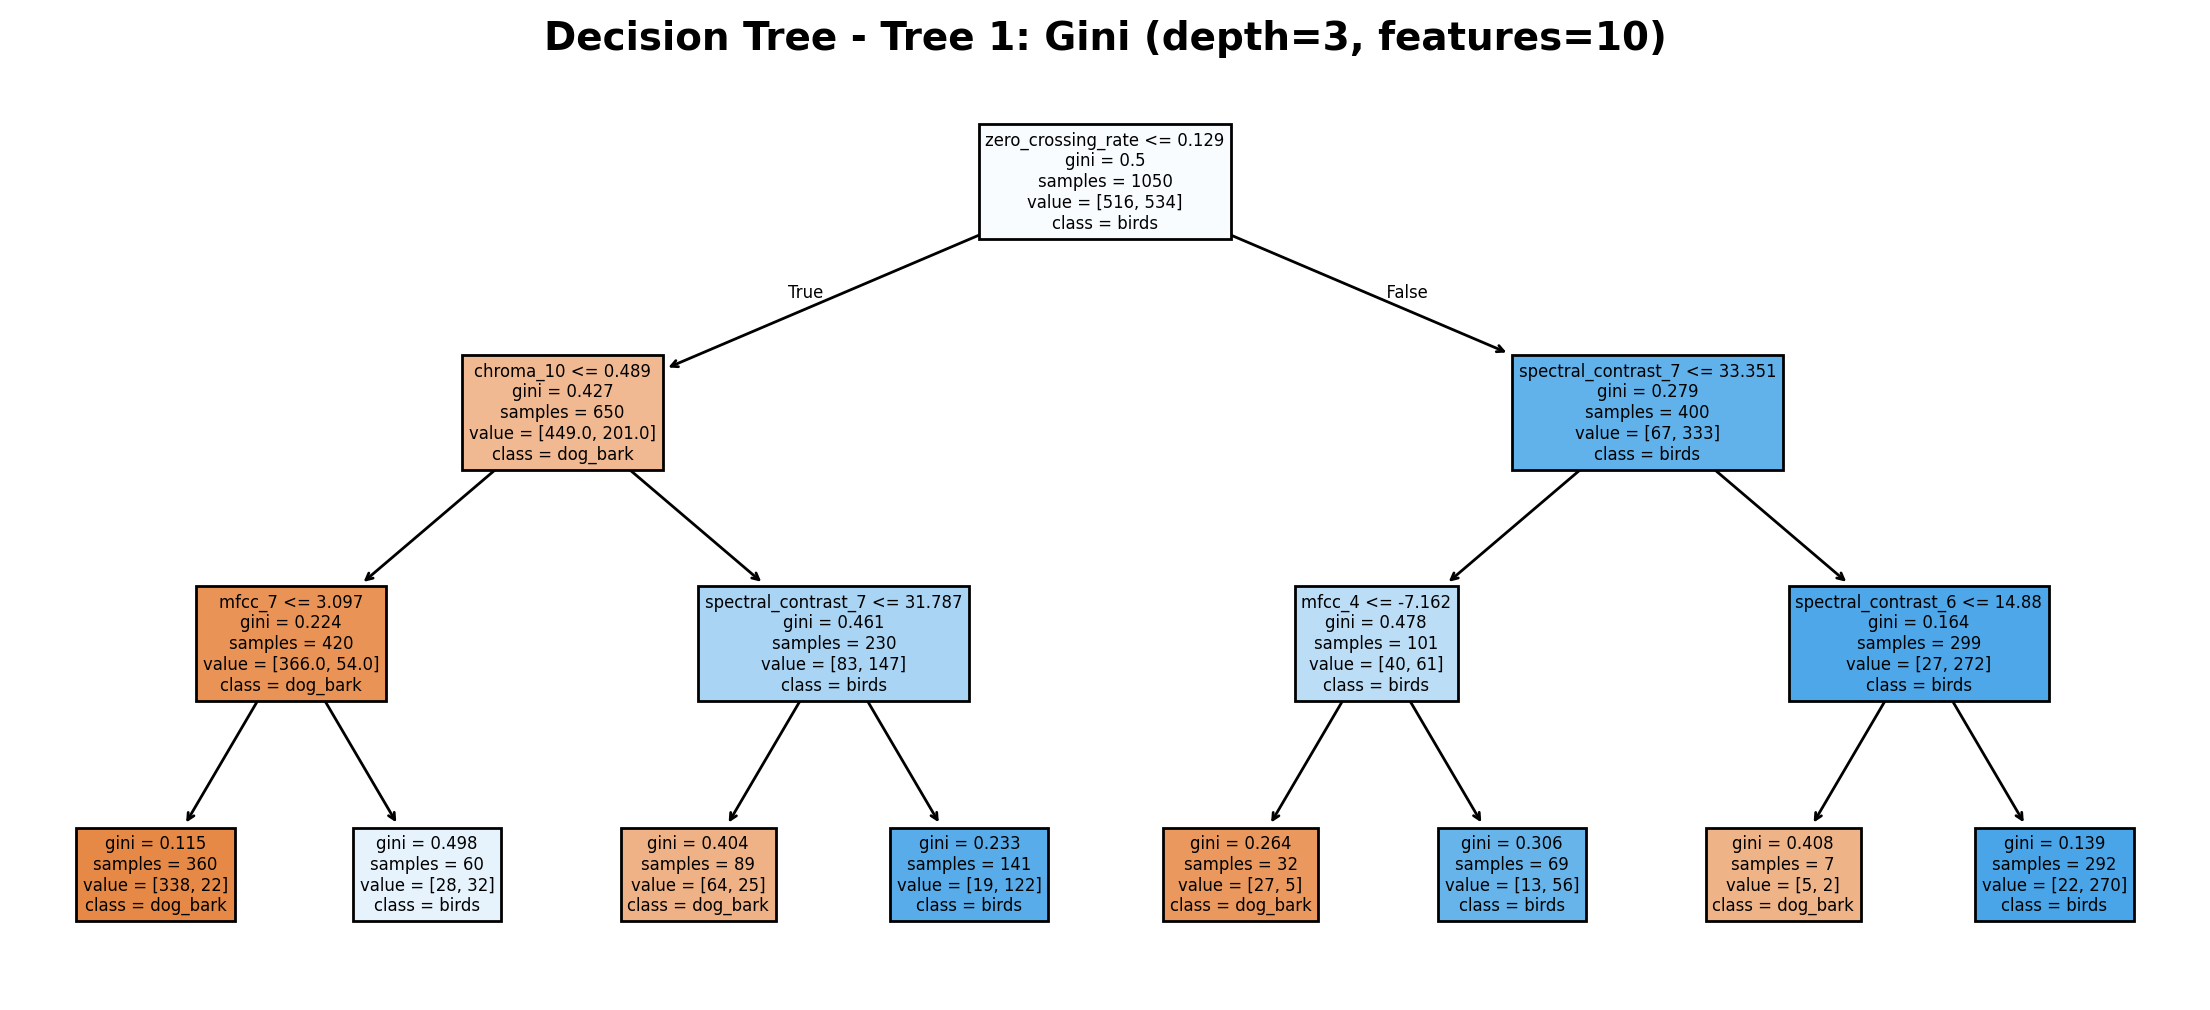 Decision Tree - Tree 1: Gini (depth=3, features=10)
zero_crossing_rate <= 0.129
gini = 0.5
samples = 1050
value = [516, 534]
class = birds
True
False
chroma_10 <= 0.489
gini = 0.427
samples = 650
value = [449.0, 201.0]
class = dog_bark
spectral_contrast_7 <= 33.351
gini = 0.279
samples = 400
value = [67, 333]
class = birds
mfcc_7 <= 3.097
gini = 0.224
samples = 420
value = [366.0, 54.0]
class = dog_bark
spectral_contrast_7 <= 31.787
gini = 0.461
samples = 230
value = [83, 147]
class = birds
mfcc_4 <= -7.162
gini = 0.478
samples = 101
value = [40, 61]
class = birds
spectral_contrast_6 <= 14.88
gini = 0.164
samples = 299
value = [27, 272]
class = birds
gini = 0.115
samples = 360
value = [338, 22]
class = dog_bark
gini = 0.498
samples = 60
value = [28, 32]
class = birds
gini = 0.404
samples = 89
value = [64, 25]
class = dog_bark
gini = 0.233
samples = 141
value = [19, 122]
class = birds
gini = 0.264
samples = 32
value = [27, 5]
class = dog_bark
gini = 0.306
samples = 69
value = [13, 56]
class = birds
gini = 0.408
samples = 7
value = [5, 2]
class = dog_bark
gini = 0.139
samples = 292
value = [22, 270]
class = birds